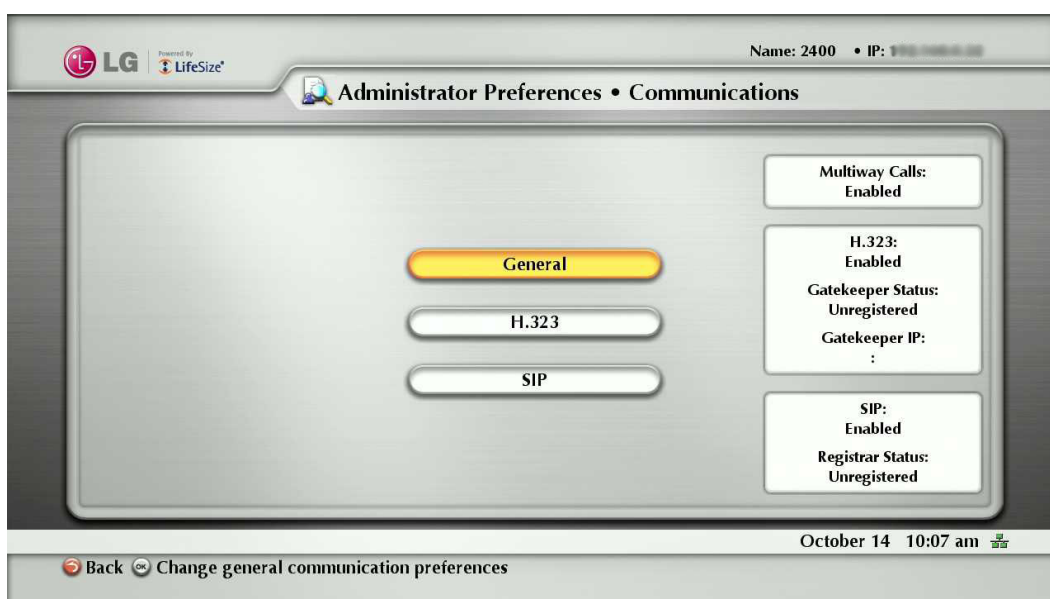 LG
Powered by
LifeSize
Name: 2400 • IP:
Administrator Preferences • Communications
General
H.323
SIP
Multiway Calls:
Enabled
H.323:
Enabled
Gatekeeper Status:
Unregistered
Gatekeeper IP:
:
SIP:
Enabled
Registrar Status:
Unregistered
October 14 10:07 am
Back OK Change general communication preferences